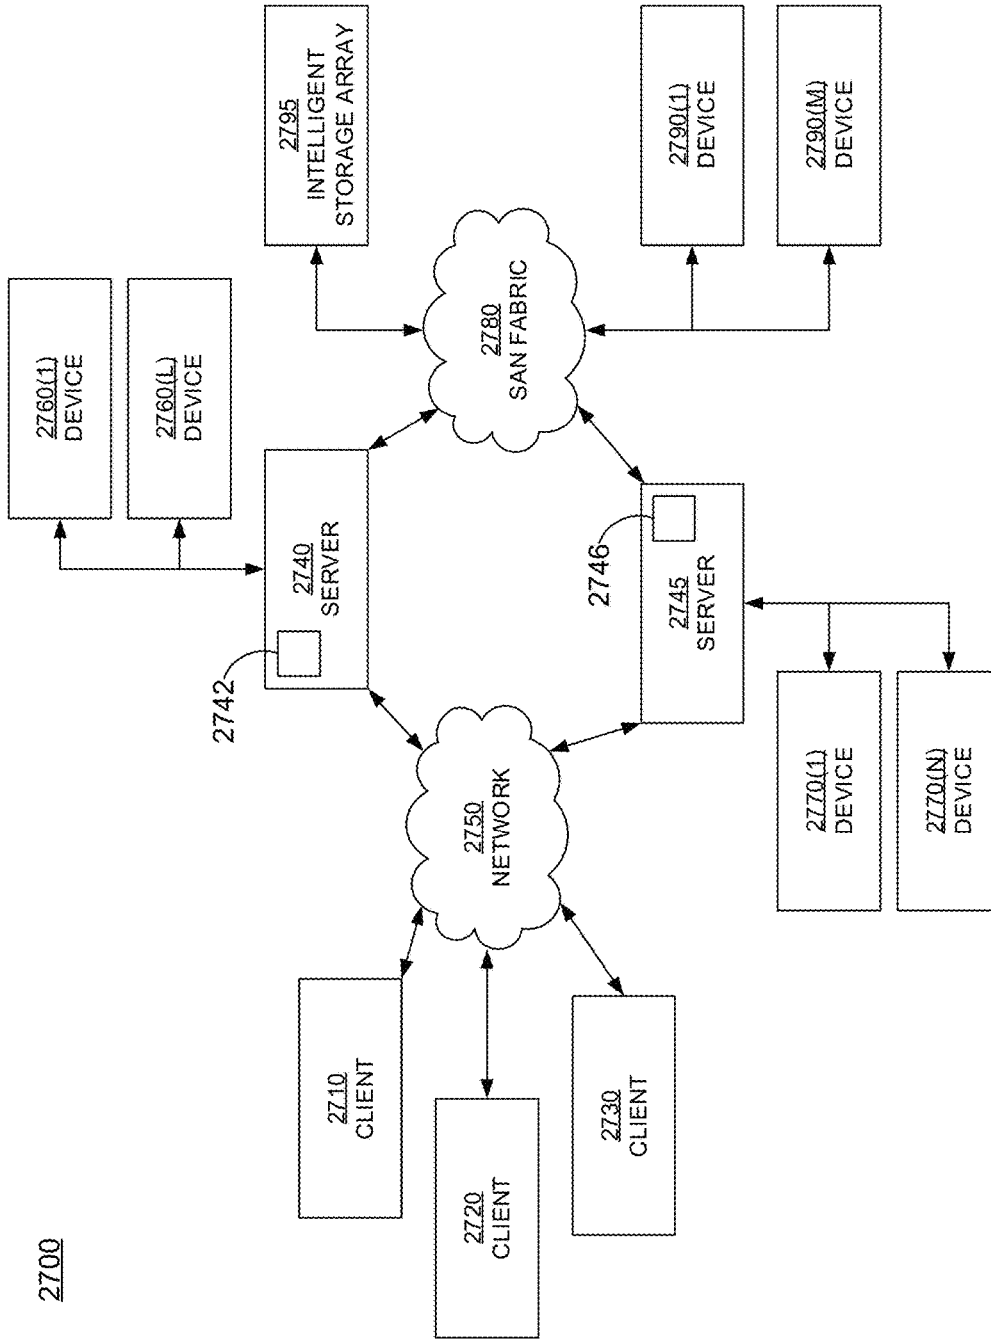 2700
2710
CLIENT
2720
CLIENT
2730
CLIENT
2750
NETWORK
2742
2740
SERVER
2746
2745
SERVER
2760(1)
DEVICE
2760(L)
DEVICE
2770(1)
DEVICE
2770(N)
DEVICE
2780
SAN FABRIC
2795
INTELLIGENT
STORAGE ARRAY
2790(1)
DEVICE
2790(M)
DEVICE